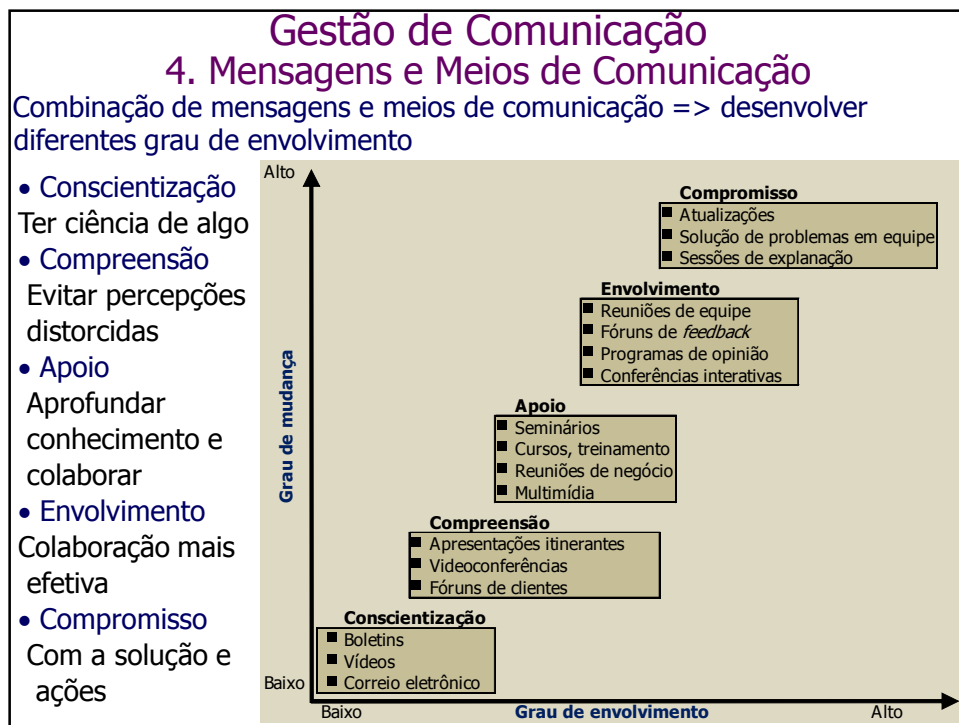 Gestão de Comunicação
4. Mensagens e Meios de Comunicação
Combinação de mensagens e meios de comunicação => desenvolver
diferentes grau de envolvimento
• Conscientização
Ter ciência de algo
• Compreensão
Evitar percepções
distorcidas
• Apoio
Aprofundar
conhecimento e
colaborar
• Envolvimento
Colaboração mais
efetiva
• Compromisso
Com a solução e
ações
Alto
Grau de mudança
Baixo
Compromisso
■ Atualizações
■ Solução de problemas em equipe
■ Sessões de explanação
Envolvimento
■ Reuniões de equipe
■ Fóruns de feedback
■ Programas de opinião
■ Conferências interativas
Apoio
■ Seminários
■ Cursos, treinamento
■ Reuniões de negócio
■ Multimídia
Compreensão
■ Apresentações itinerantes
■ Videoconferências
■ Fóruns de clientes
Conscientização
■ Boletins
■ Vídeos
■ Correio eletrônico
Baixo
Grau de envolvimento
Alto